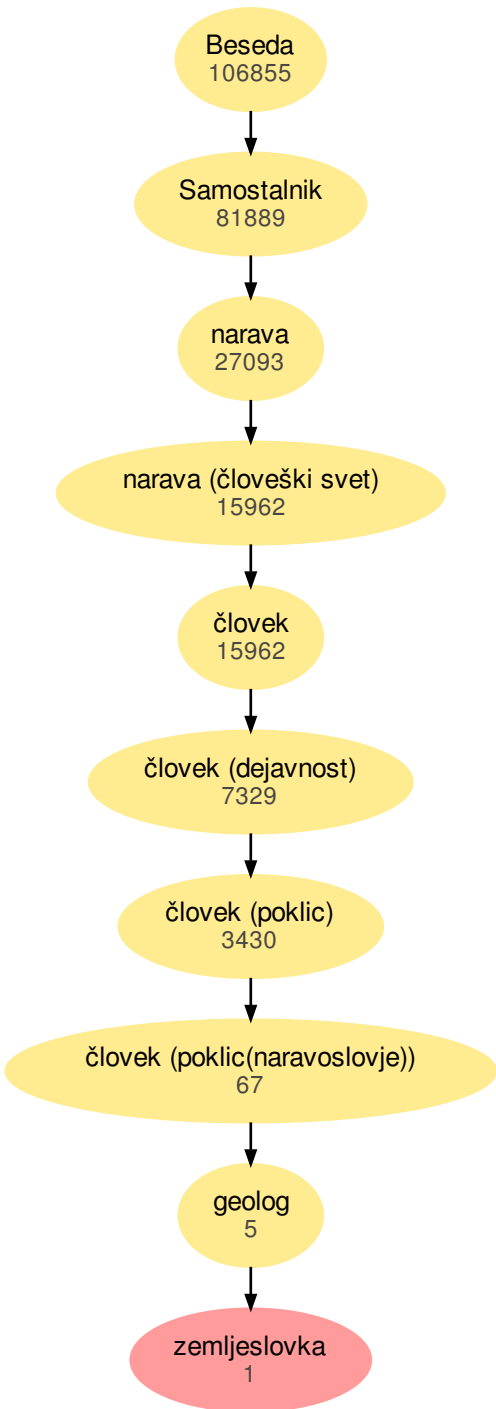 Beseda
106855
Samostalnik
81889
narava
27093
narava (človeški svet)
15962
človek
15962
človek (dejavnost)
7329
človek (poklic)
3430
človek (poklic(naravoslovje))
67
geolog
5
zemljeslovka
1